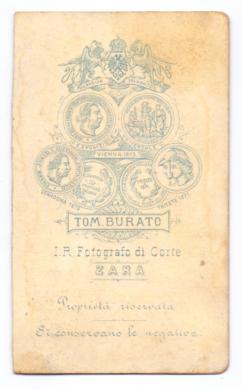 VIENNA 1873
TOM. BURATO
I. R. Fotografo di Corte
ZARA
Proprietà riservata
Si conservano le negative